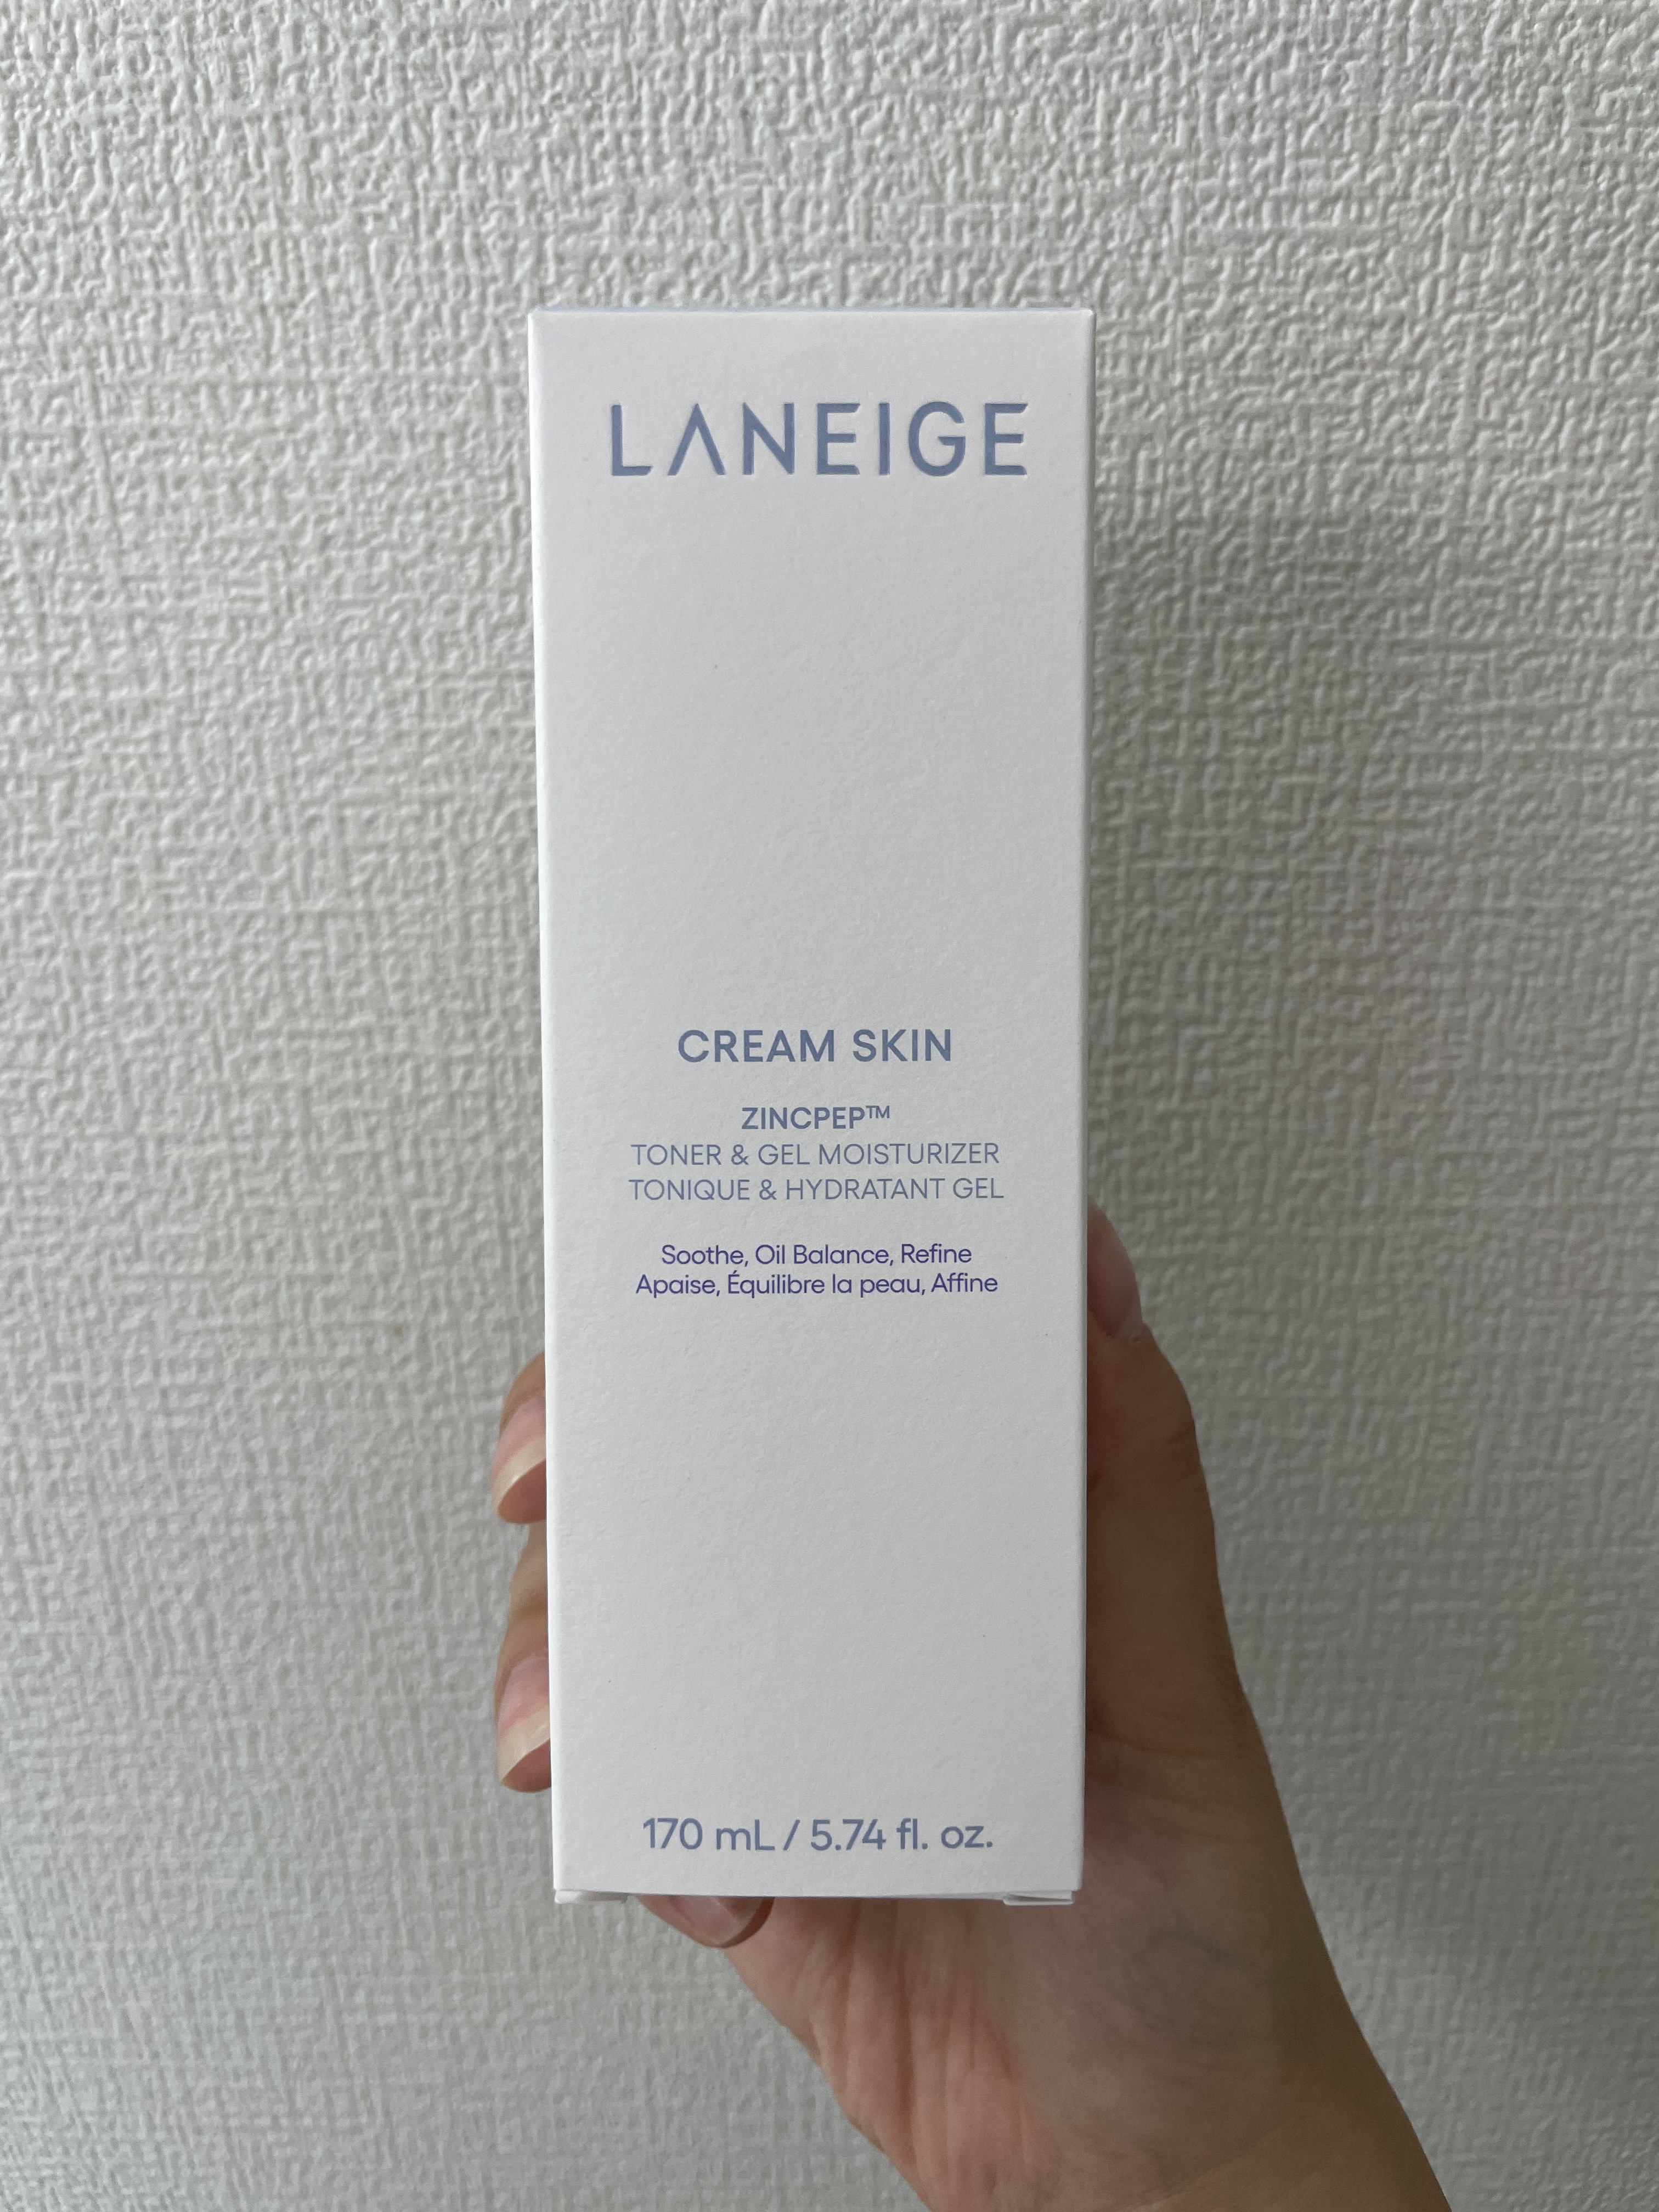 LANEIGE
CREAM SKIN
ZINCPEP™
TONER & GEL MOISTURIZER
TONIQUE & HYDRATANT GEL
Soothe, Oil Balance, Refine
Apaise, Équilibre la peau, Affine
170 mL / 5.74 fl. oz.